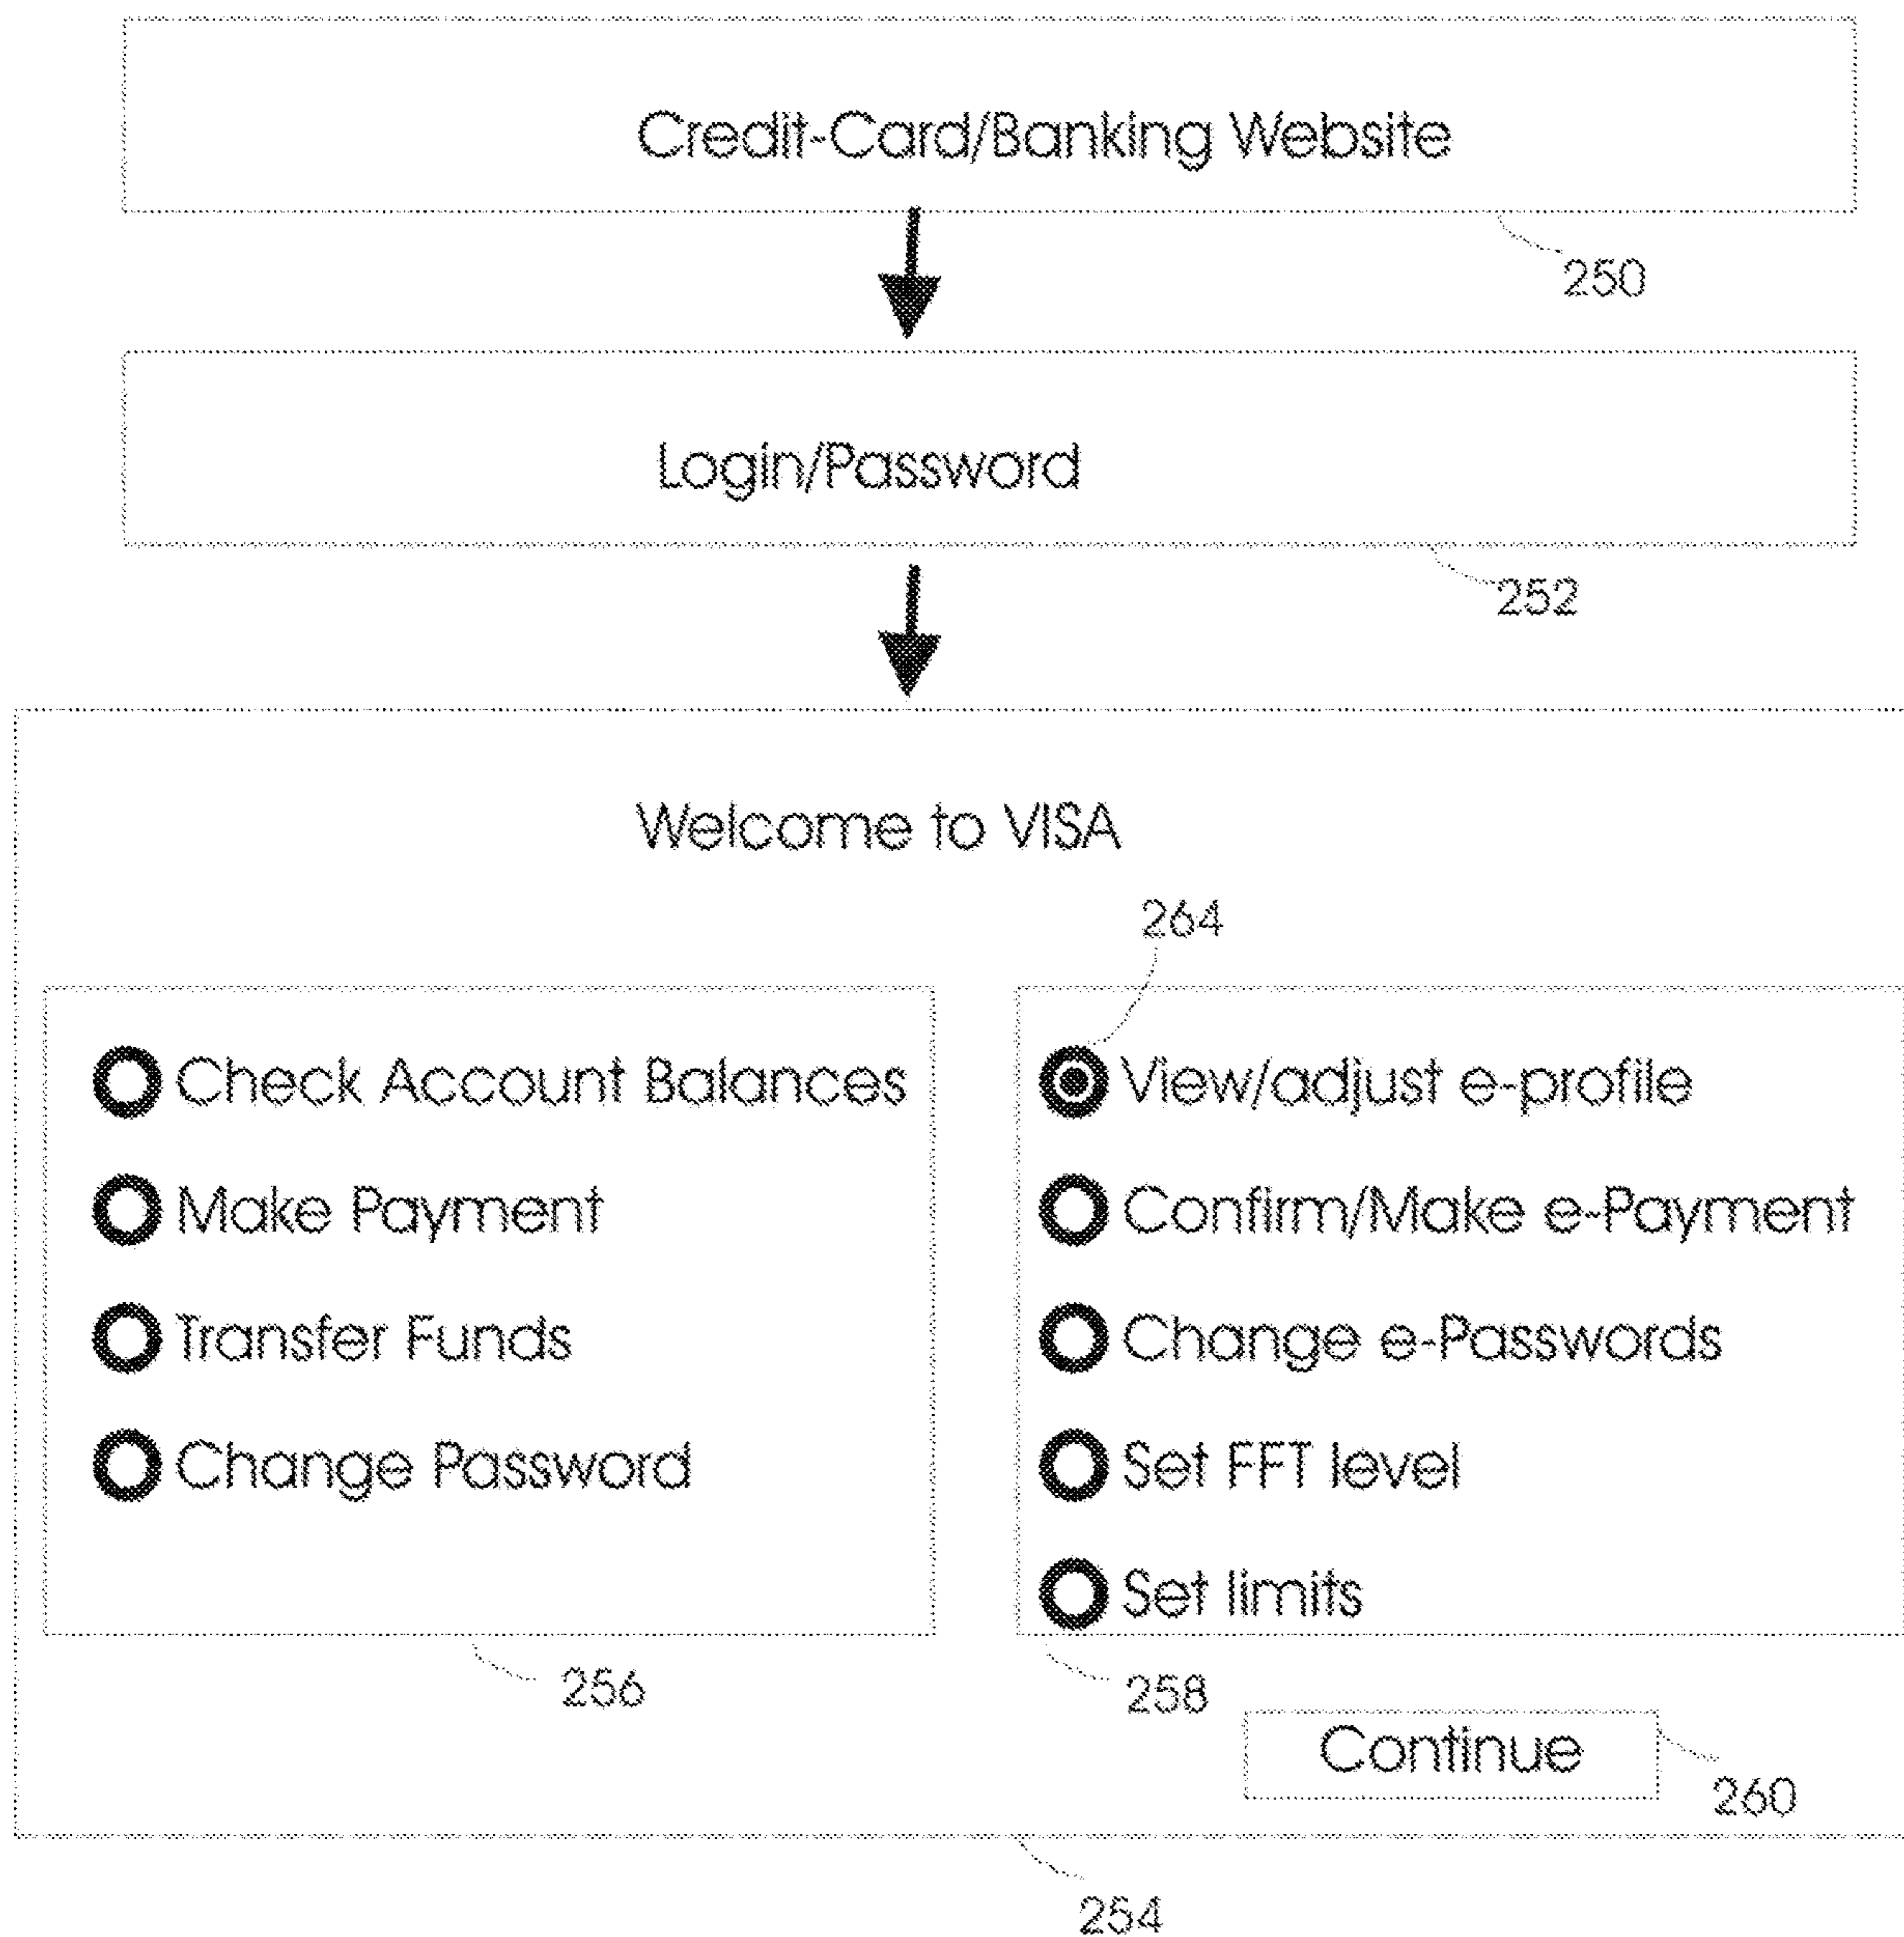 Credit-Card/Banking Website
250
Login/Password
252
Welcome to VISA
264
Check Account Balances
Make Payment
Transfer Funds
Change Password
256
View/adjust e-profile
Confirm/Make e-Payment
Change e-Passwords
Set FFT level
Set limits
258
Continue
260
254